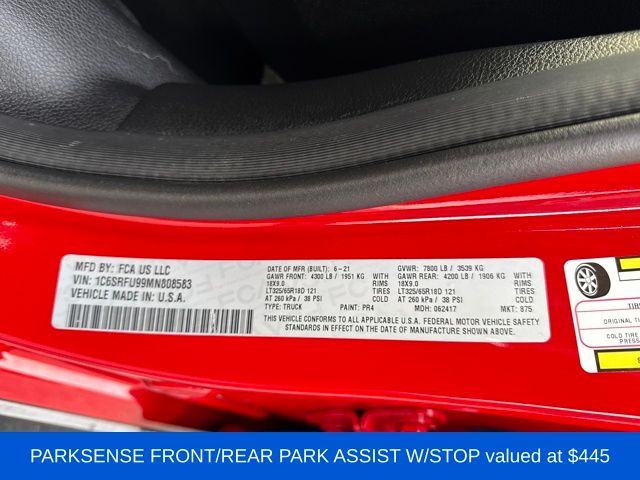 MFD BY: FCA US LLC
VIN: 1C6SRFU99MN808583
VEHICLE MADE IN: U.S.A.
DATE OF MFR (BUILT): 6-21
GVWR: 7800 LB / 3539 KG
GAWR FRONT: 4300 LB / 1951 KG WITH
GAWR REAR: 4200 LB / 1906 KG WITH
18X9.0 RIMS
18X9.0 RIMS
LT325/65R18D 121 TIRES
LT325/65R18D 121 TIRES
AT 260 kPa / 38 PSI COLD
AT 260 kPa / 38 PSI COLD
TYPE: TRUCK PAINT: PR4 MDH: 062417 MKT: 875
THIS VEHICLE CONFORMS TO ALL APPLICABLE U.S.A. FEDERAL MOTOR VEHICLE SAFETY
STANDARDS IN EFFECT ON THE DATE OF MANUFACTURE SHOWN ABOVE.
ORIGINAL
COLD TIRE
PARKSENSE FRONT/REAR PARK ASSIST W/STOP valued at $445